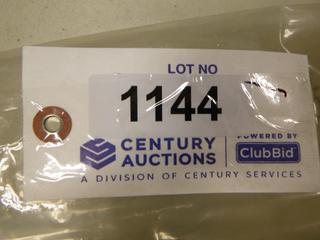 LOT NO
1144
CENTURY
AUCTIONS
POWERED BY
ClubBid
A DIVISION OF CENTURY SERVICES